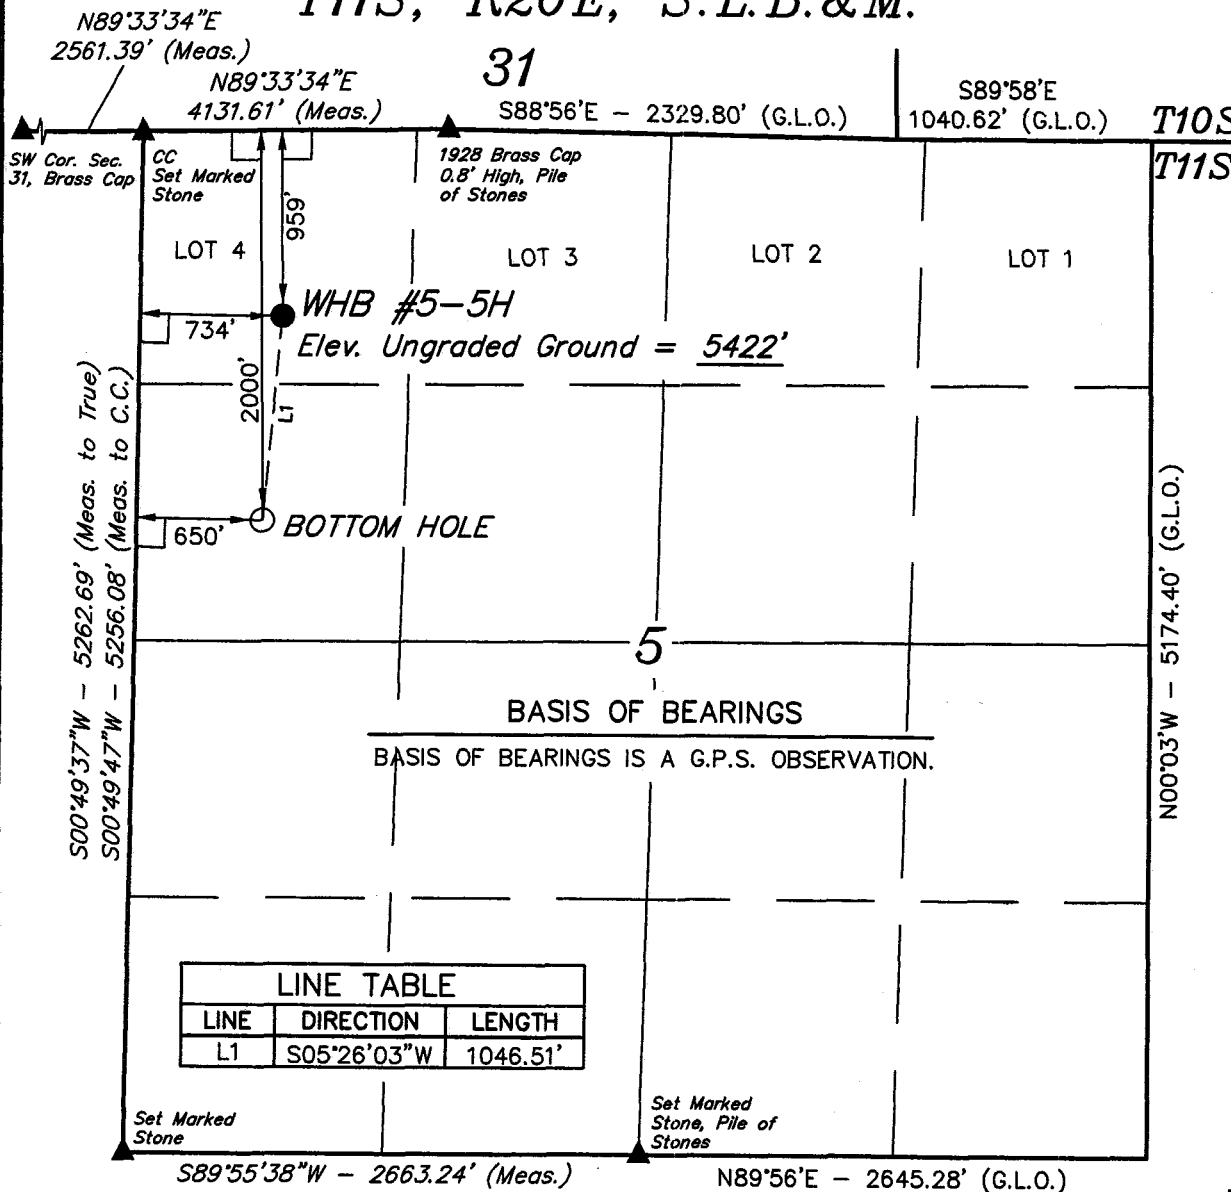 T11S, R20E, S.L.B.&M.
N89°33'34"E
2561.39' (Meas.)
N89°33'34"E
4131.61' (Meas.)
31
S88°56'E – 2329.80' (G.L.O.)
S89°58'E
1040.62' (G.L.O.)
T10S
T11S
SW Cor. Sec.
31, Brass Cap
CC
Set Marked
Stone
1928 Brass Cap
0.8' High, Pile
of Stones
959'
LOT 4
LOT 3
LOT 2
LOT 1
WHB #5–5H
734'
Elev. Ungraded Ground = 5422'
2000'
L1
650'
BOTTOM HOLE
S00°49'37"W – 5262.69' (Meas. to True)
S00°49'47"W – 5256.08' (Meas. to C.C.)
N00°03'W – 5174.40' (G.L.O.)
5
BASIS OF BEARINGS
BASIS OF BEARINGS IS A G.P.S. OBSERVATION.
LINE TABLE
LINE DIRECTION LENGTH
L1 S05°26'03"W 1046.51'
Set Marked
Stone
Set Marked
Stone, Pile of
Stones
S89°55'38"W – 2663.24' (Meas.)
N89°56'E – 2645.28' (G.L.O.)